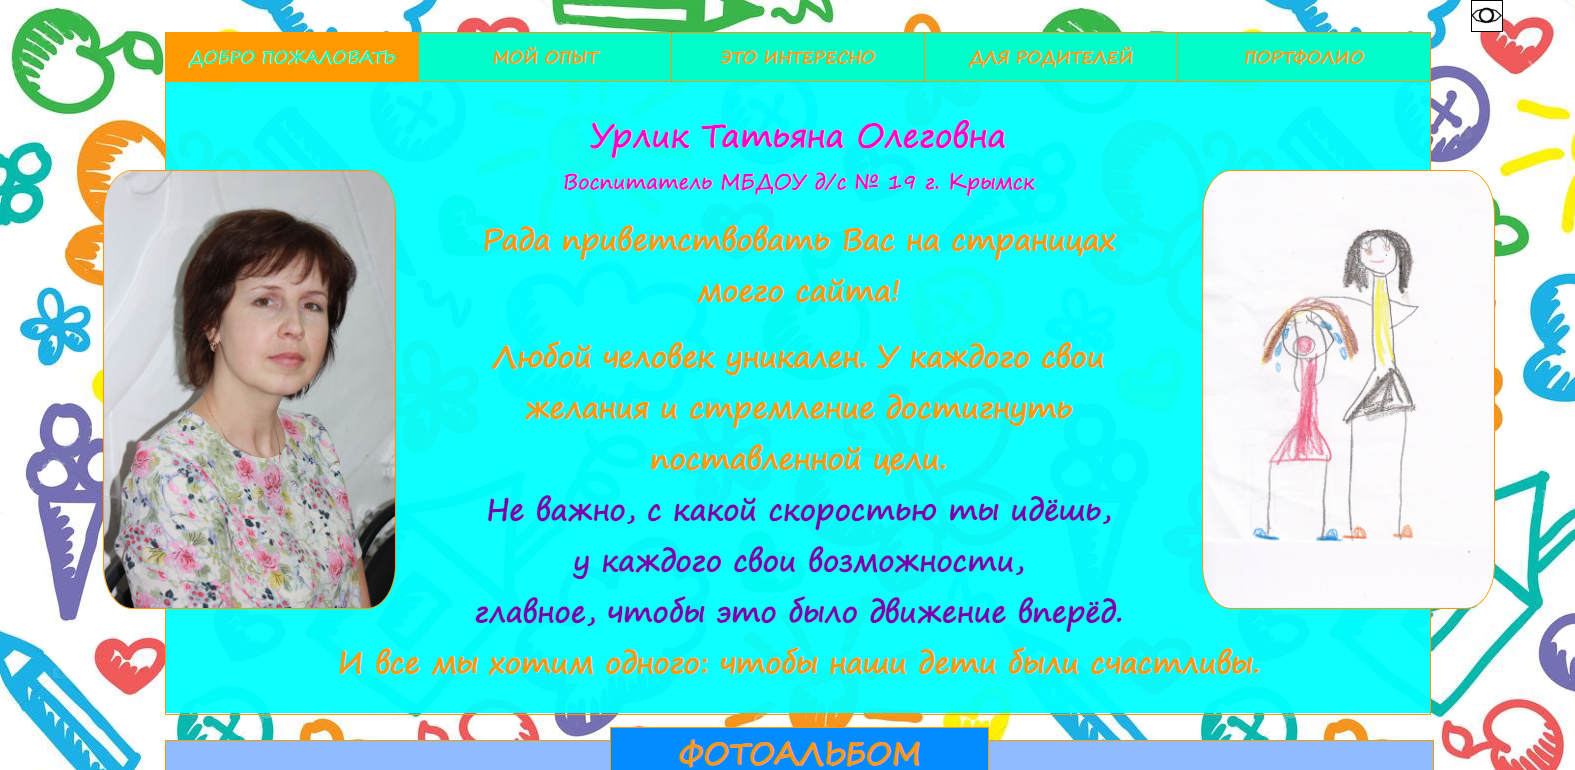 ДОБРО ПОЖАЛОВАТЬ
МОЙ ОПЫТ
ЭТО ИНТЕРЕСНО
ДЛЯ РОДИТЕЛЕЙ
ПОРТФОЛИО
Урлик Татьяна Олеговна
Воспитатель МБДОУ д/с № 19 г. Крымск
Рада приветствовать Вас на страницах
моего сайта!
Любой человек уникален. У каждого свои
желания и стремление достигнуть
поставленной цели.
Не важно, с какой скоростью ты идёшь,
у каждого свои возможности,
главное, чтобы это было движение вперёд.
И все мы хотим одного: чтобы наши дети были счастливы.
ФОТОАЛЬБОМ